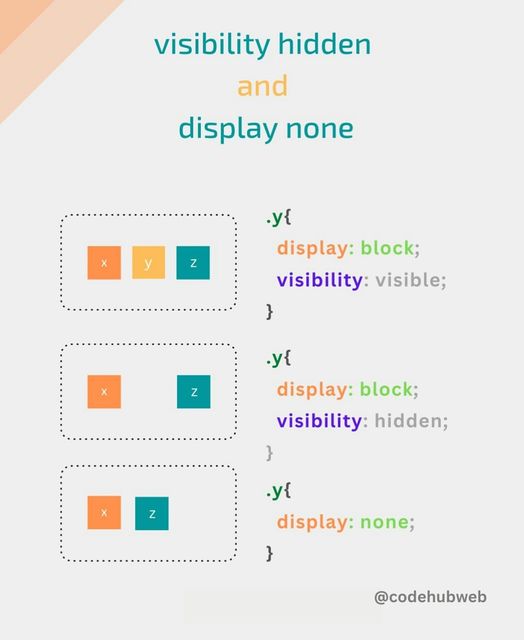 visibility hidden
and
display none
x y z
.y{
display: block;
visibility: visible;
}
x z
.y{
display: block;
visibility: hidden;
}
x z
.y{
display: none;
}
@codehubweb